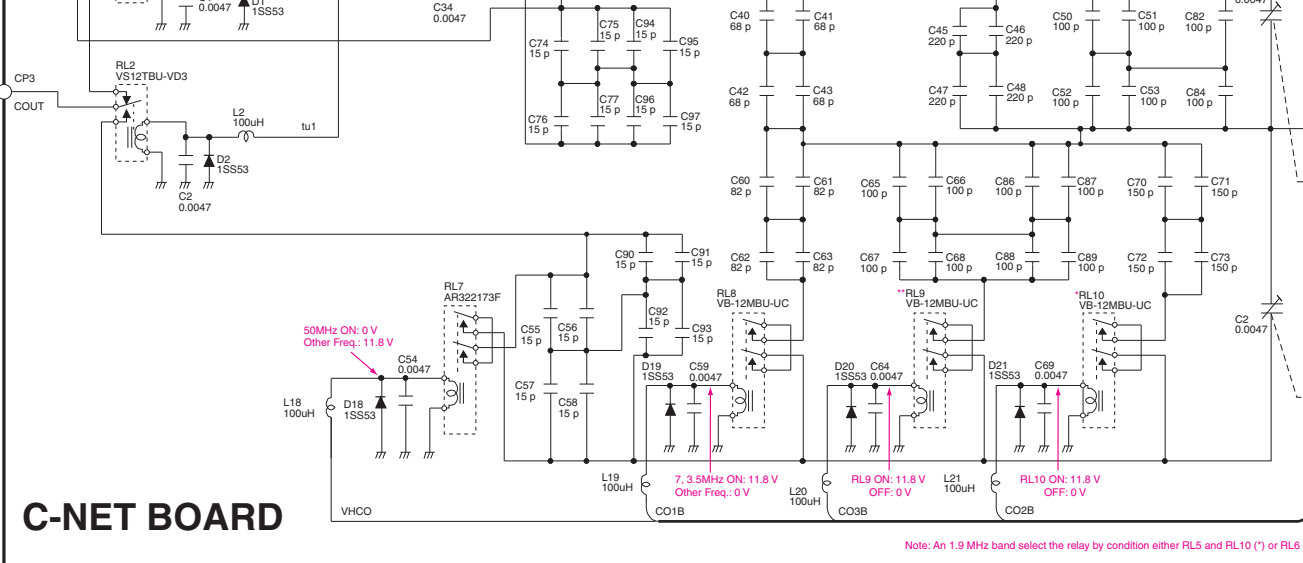 0.0047
D1
1SS53
C34
0.0047
C74
15 p
C75
15 p
C94
15 p
C95
15 p
C76
15 p
C77
15 p
C96
15 p
C97
15 p
C40
68 p
C41
68 p
C42
68 p
C43
68 p
C45
220 p
C46
220 p
C47
220 p
C48
220 p
C50
100 p
C51
100 p
C82
100 p
C52
100 p
C53
100 p
C84
100 p
0.0047
RL2
VS12TBU-VD3
CP3
COUT
L2
100uH
tu1
D2
1SS53
C2
0.0047
C60
82 p
C61
82 p
C62
82 p
C63
82 p
C65
100 p
C66
100 p
C86
100 p
C87
100 p
C67
100 p
C68
100 p
C88
100 p
C89
100 p
C70
150 p
C71
150 p
C72
150 p
C73
150 p
C90
15 p
C91
15 p
C92
15 p
C93
15 p
C55
15 p
C56
15 p
C57
15 p
C58
15 p
RL7
AR322173F
50MHz ON: 0 V
Other Freq.: 11.8 V
C54
0.0047
D18
1SS53
L18
100uH
RL8
VB-12MBU-UC
D19
1SS53
C59
0.0047
**RL9
VB-12MBU-UC
D20
1SS53
C64
0.0047
*RL10
VB-12MBU-UC
D21
1SS53
C69
0.0047
C2
0.0047
L19
100uH
7, 3.5MHz ON: 11.8 V
Other Freq.: 0 V
L20
100uH
RL9 ON: 11.8 V
OFF: 0 V
L21
100uH
RL10 ON: 11.8 V
OFF: 0 V
C-NET BOARD
VHCO
CO1B
CO3B
CO2B
Note: An 1.9 MHz band select the relay by condition either RL5 and RL10 (*) or RL6